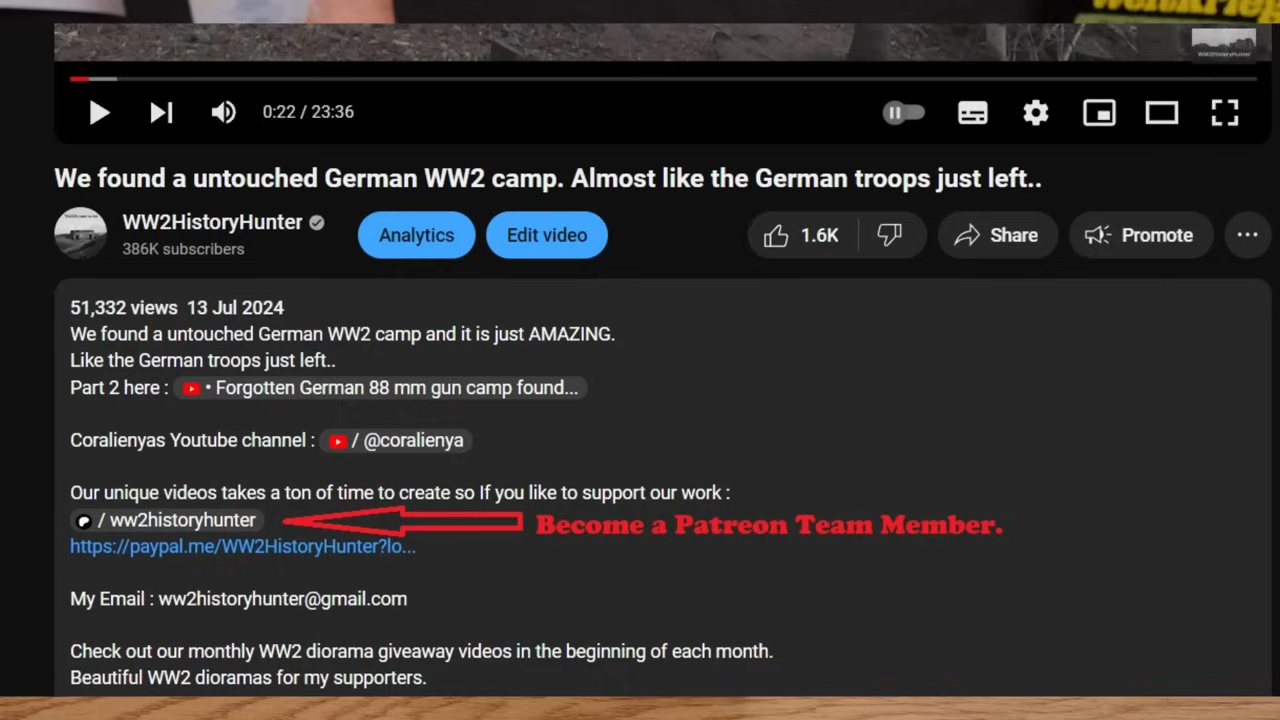 WW2HistoryHunter
0:22 / 23:36
We found a untouched German WW2 camp. Almost like the German troops just left..
WW2HistoryHunter
386K subscribers
Analytics
Edit video
1.6K
Share
Promote
51,332 views 13 Jul 2024
We found a untouched German WW2 camp and it is just AMAZING.
Like the German troops just left..
Part 2 here : • Forgotten German 88 mm gun camp found...
Coralienyas Youtube channel : / @coralienya
Our unique videos takes a ton of time to create so If you like to support our work :
/ ww2historyhunter
Become a Patreon Team Member.
https://paypal.me/WW2HistoryHunter?lo...
My Email : ww2historyhunter@gmail.com
Check out our monthly WW2 diorama giveaway videos in the beginning of each month.
Beautiful WW2 dioramas for my supporters.